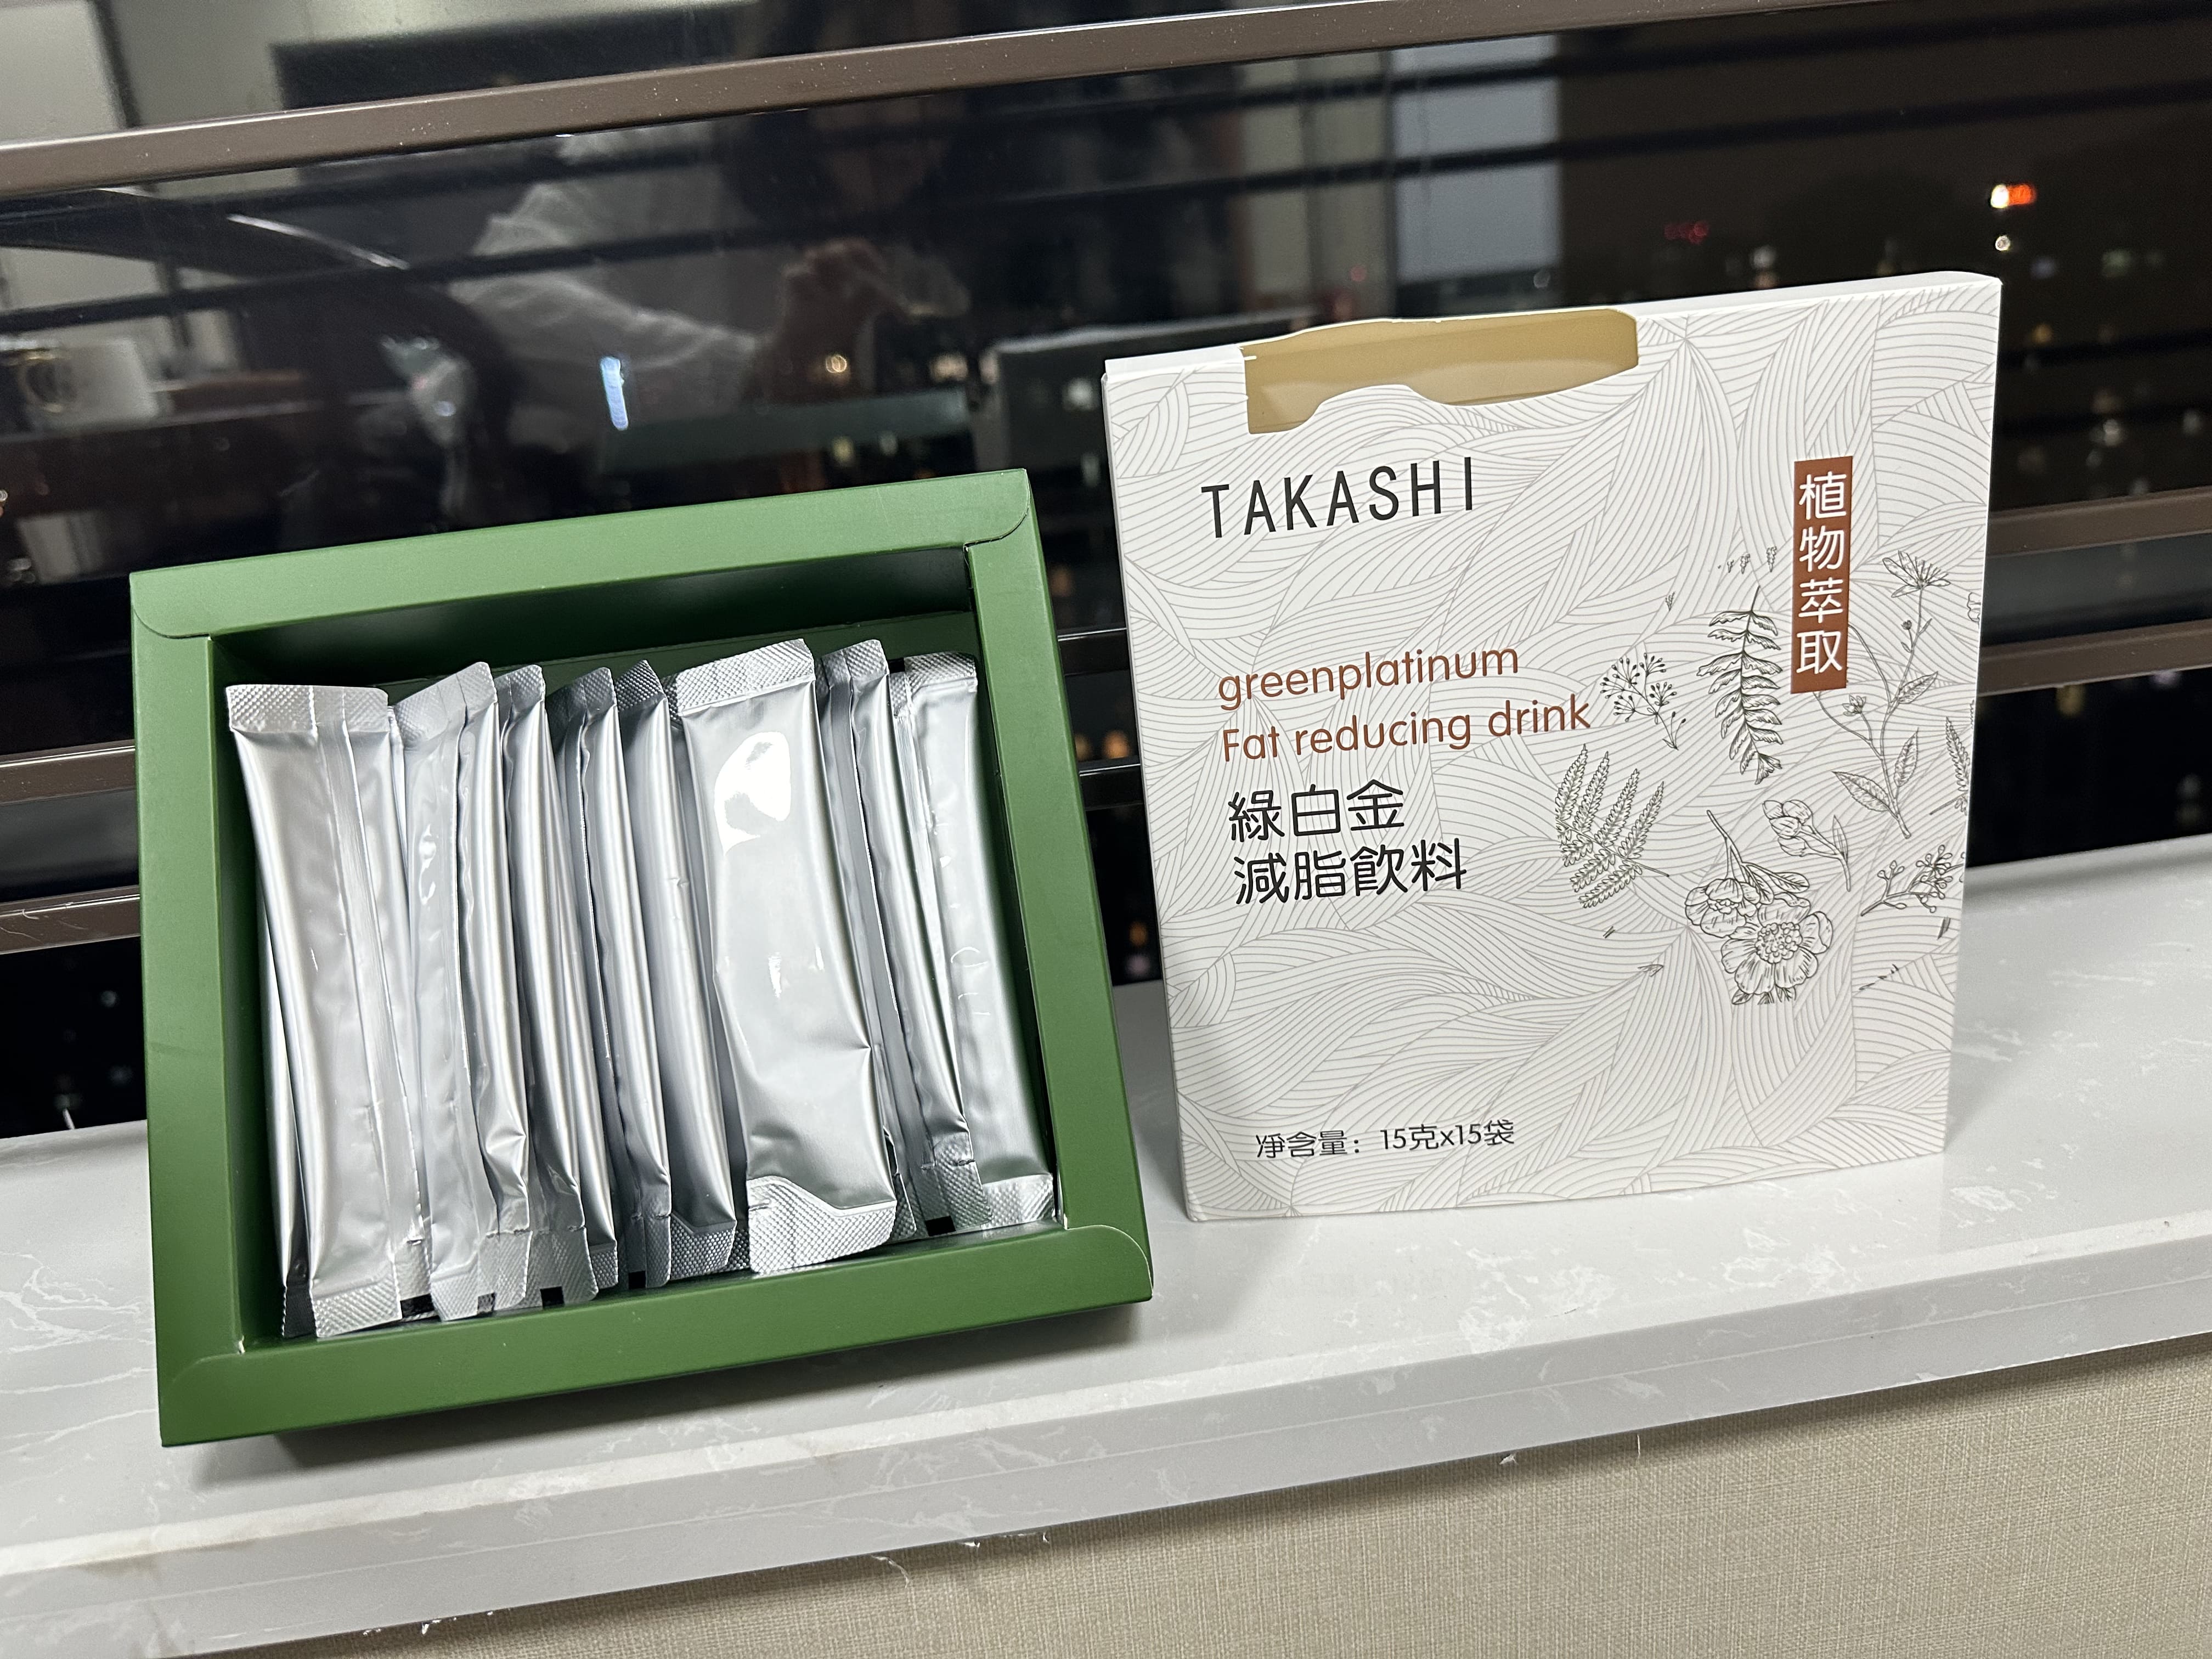 TAKASHI
植物萃取
greenplatinum
Fat reducing drink
綠白金
減脂飲料
凈含量：15克x15袋